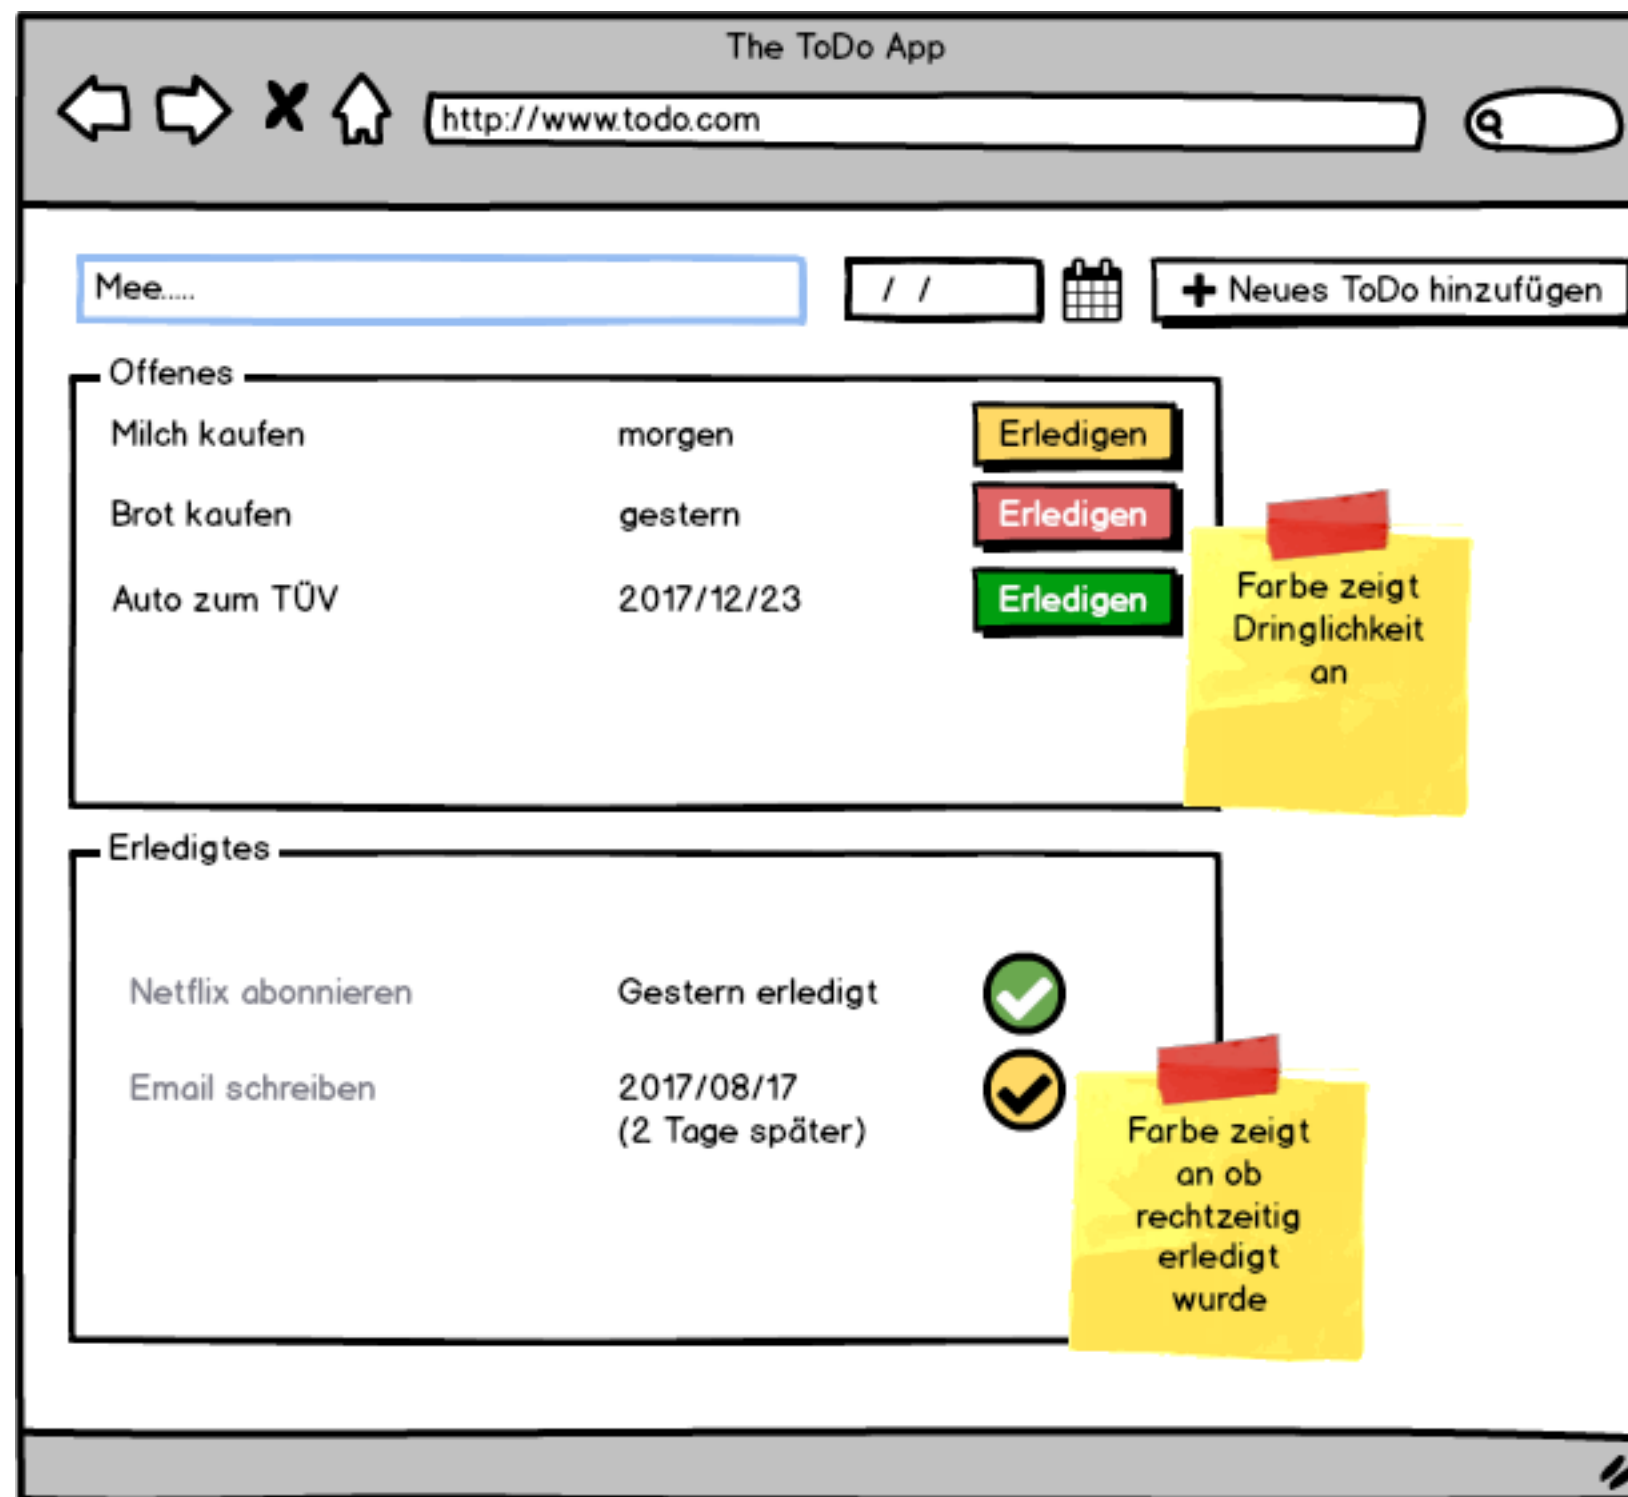 The ToDo App
http://www.todo.com
Mee.....
/ /
Neues ToDo hinzufügen
Offenes
Milch kaufen morgen Erledigen
Brot kaufen gestern Erledigen
Auto zum TÜV 2017/12/23 Erledigen
Farbe zeigt
Dringlichkeit
an
Erledigtes
Netflix abonnieren Gestern erledigt
Email schreiben 2017/08/17
(2 Tage später)
Farbe zeigt
an ob
rechtzeitig
erledigt
wurde